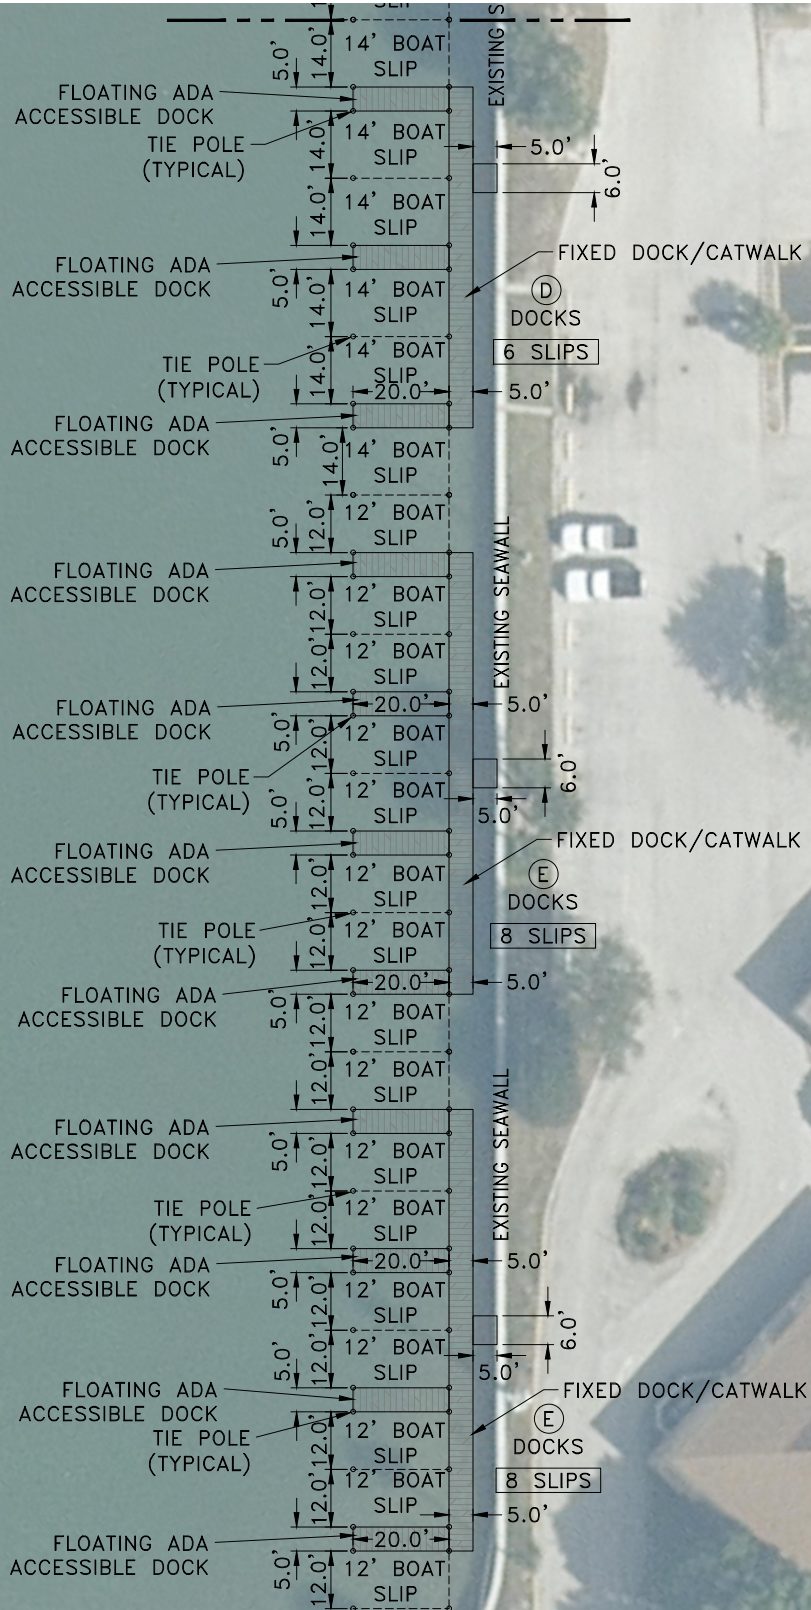 SLIP
14.0'
5.0'
14' BOAT
SLIP
EXISTING S
FLOATING ADA
ACCESSIBLE DOCK
TIE POLE
(TYPICAL)
14.0'
14' BOAT
SLIP
5.0'
6.0'
14.0'
14' BOAT
SLIP
FIXED DOCK/CATWALK
FLOATING ADA
ACCESSIBLE DOCK
5.0'
D
DOCKS
6 SLIPS
14.0'
14' BOAT
SLIP
TIE POLE
(TYPICAL)
14.0'
14' BOAT
SLIP
20.0'
5.0'
FLOATING ADA
ACCESSIBLE DOCK
5.0'
14.0'
14' BOAT
SLIP
5.0'
12.0'
12' BOAT
SLIP
EXISTING SEAWALL
FLOATING ADA
ACCESSIBLE DOCK
12.0'
12' BOAT
SLIP
12.0'
12' BOAT
SLIP
FLOATING ADA
ACCESSIBLE DOCK
20.0'
5.0'
5.0'
12.0'
12' BOAT
SLIP
TIE POLE
(TYPICAL)
6.0'
5.0'
12.0'
12' BOAT
SLIP
5.0'
FIXED DOCK/CATWALK
FLOATING ADA
ACCESSIBLE DOCK
E
DOCKS
8 SLIPS
12.0'
12' BOAT
SLIP
TIE POLE
(TYPICAL)
12.0'
12' BOAT
SLIP
20.0'
5.0'
FLOATING ADA
ACCESSIBLE DOCK
5.0'
12.0'
12' BOAT
SLIP
12.0'
12' BOAT
SLIP
EXISTING SEAWALL
FLOATING ADA
ACCESSIBLE DOCK
5.0'
12.0'
12' BOAT
SLIP
TIE POLE
(TYPICAL)
12.0'
12' BOAT
SLIP
FLOATING ADA
ACCESSIBLE DOCK
20.0'
5.0'
5.0'
12.0'
12' BOAT
SLIP
6.0'
5.0'
12.0'
12' BOAT
SLIP
5.0'
FLOATING ADA
ACCESSIBLE DOCK
FIXED DOCK/CATWALK
E
DOCKS
8 SLIPS
TIE POLE
(TYPICAL)
12.0'
12' BOAT
SLIP
12.0'
12' BOAT
SLIP
5.0'
FLOATING ADA
ACCESSIBLE DOCK
20.0'
5.0'
12.0'
12' BOAT
SLIP